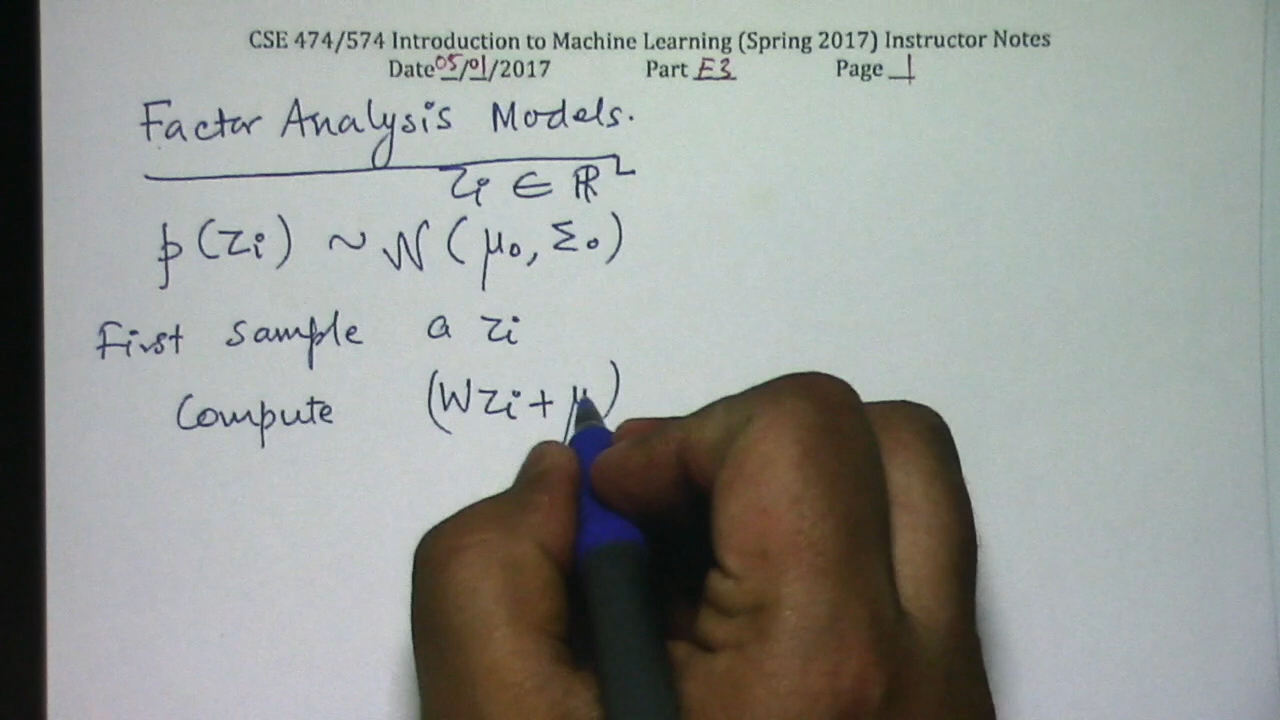 CSE 474/574 Introduction to Machine Learning (Spring 2017) Instructor Notes
Date 05/01/2017 Part E3 Page 1
Factor Analysis Models.
zi ∈ ℝ²
p(zi) ~ N(μ₀, Σ₀)
First sample a zi
Compute (Wzi + μ)